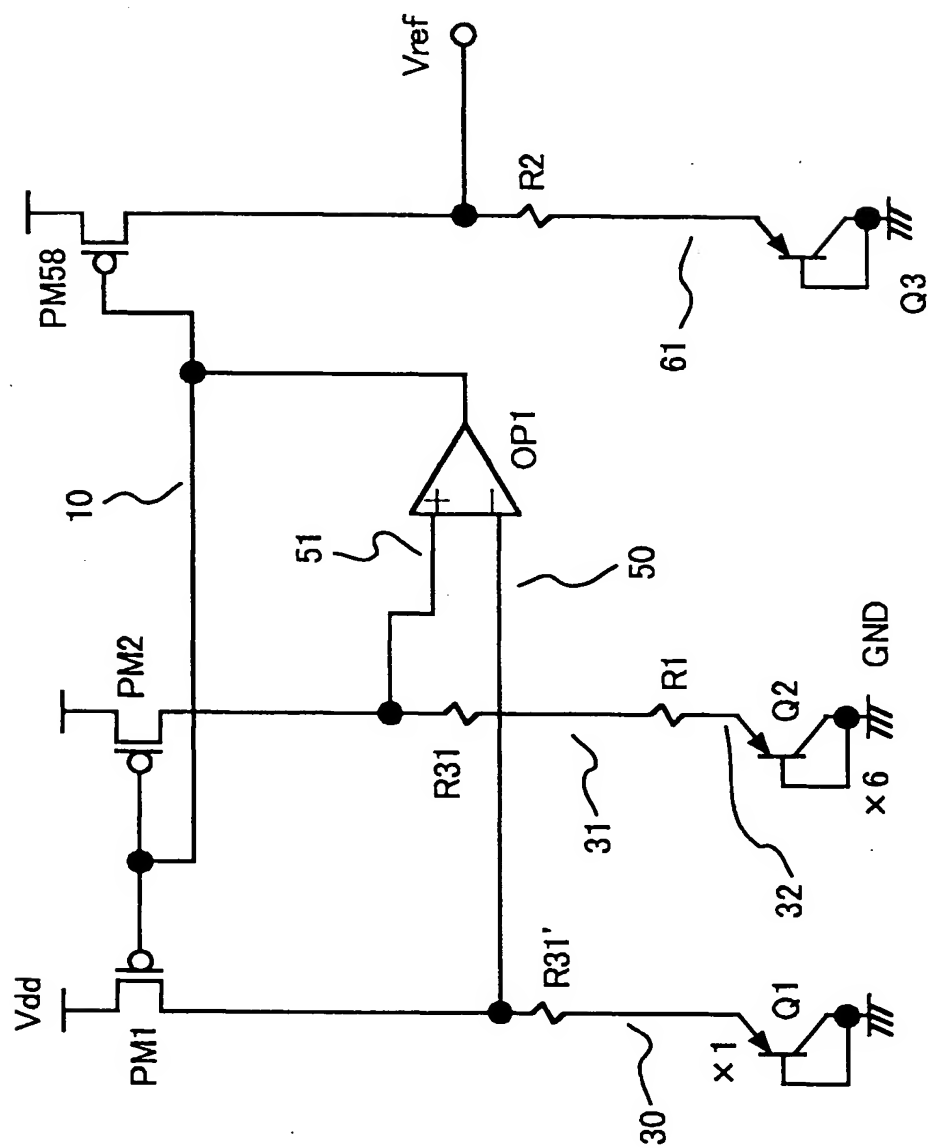 Vdd
PM1
PM2
PM58
10
Vref
51
+
−
OP1
50
R31'
R31
R1
R2
30
31
32
61
×1
Q1
×6
Q2
GND
Q3